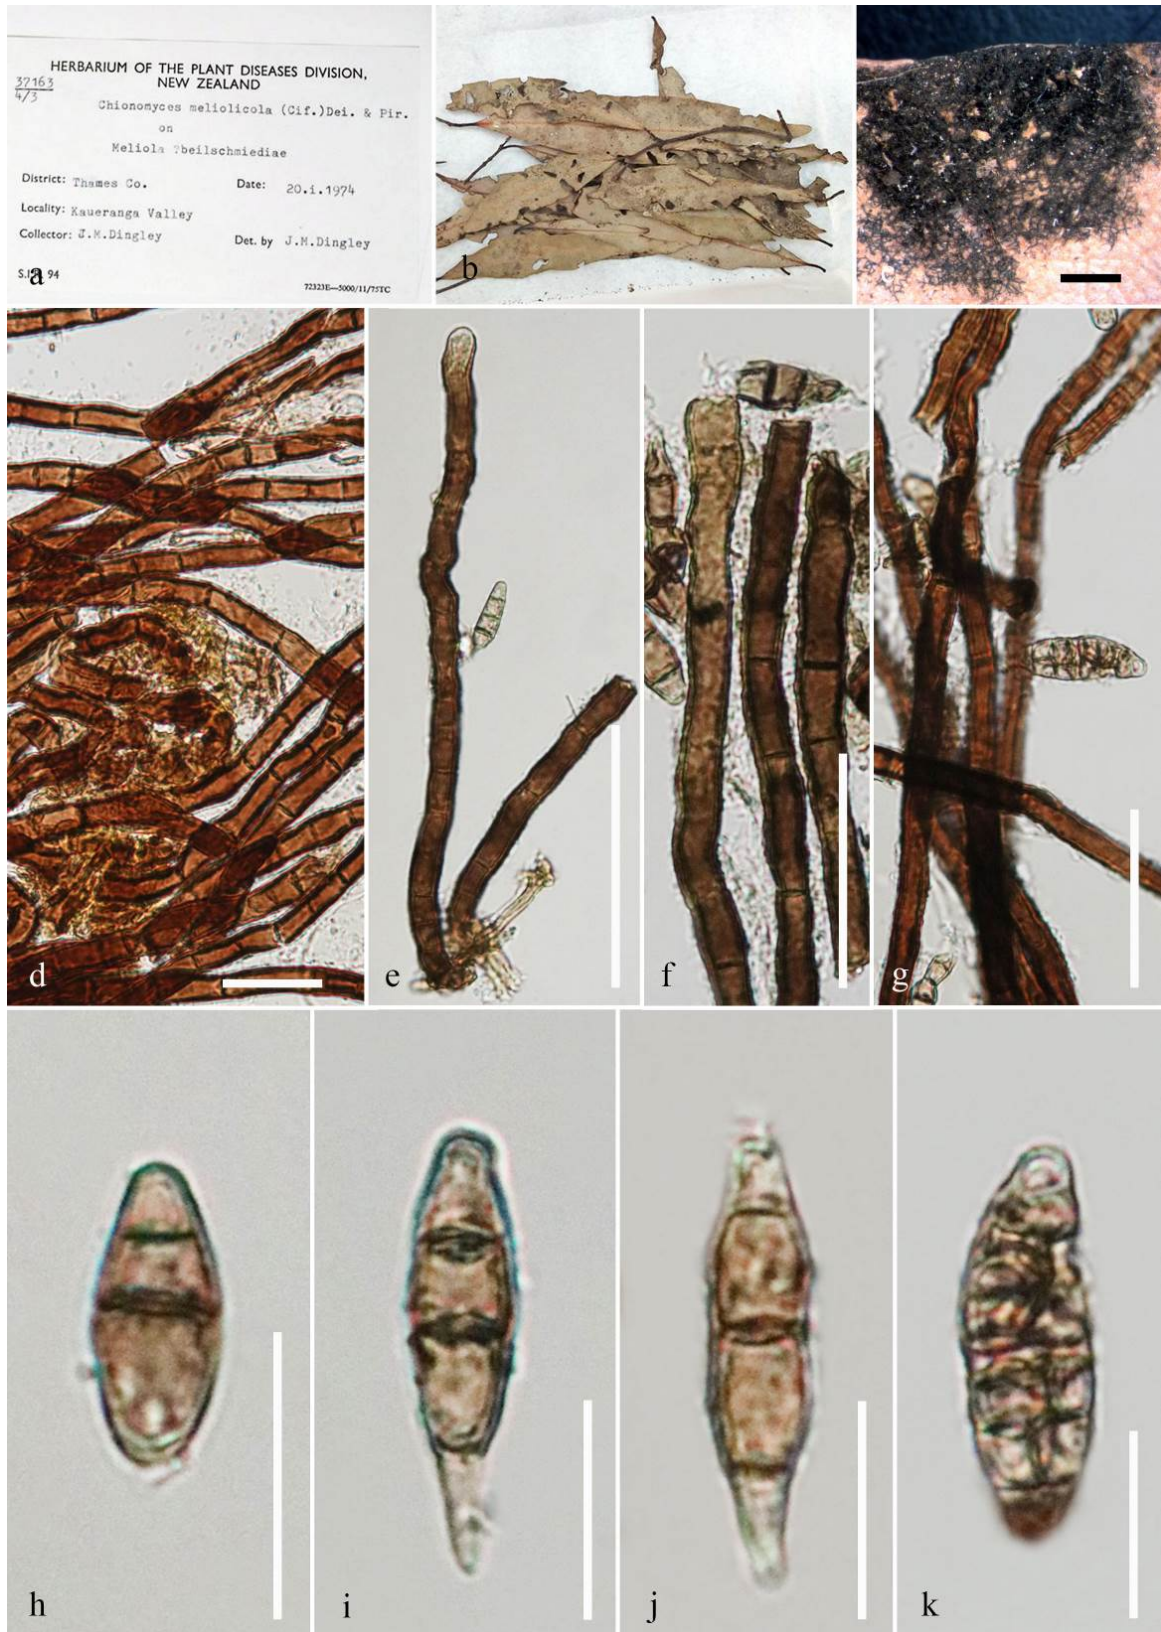 HERBARIUM OF THE PLANT DISEASES DIVISION,
NEW ZEALAND
37163
4/3
Chionomyces meliolicola (Cif.)Dei. & Pir.
on
Meliola ?beilschmiediae
District: Thames Co.
Date: 20.i.1974
Locality: Kaueranga Valley
Collector: J.M.Dingley
Det. by J.M.Dingley
94
72323E—5000/11/75TC
a
b
d
e
f
g
h
i
j
k